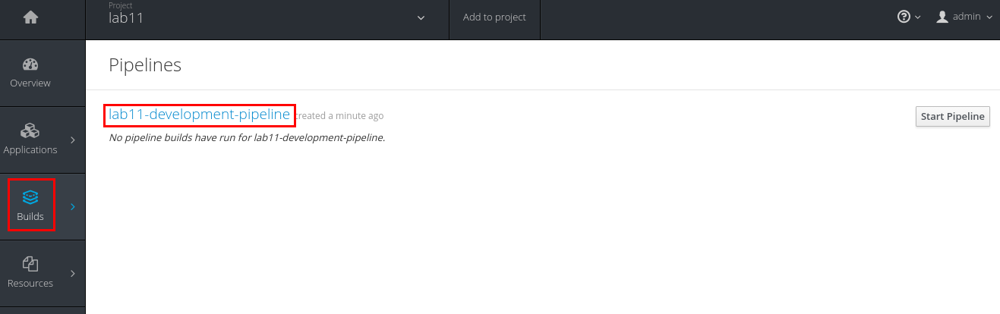 Project
lab11
Add to project
admin
Overview
Applications
Builds
Resources
Pipelines
lab11-development-pipeline created a minute ago
Start Pipeline
No pipeline builds have run for lab11-development-pipeline.